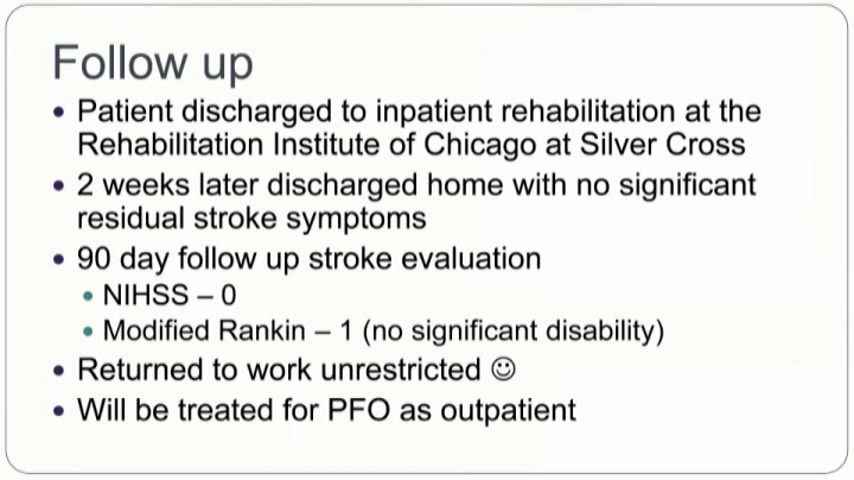 Follow up
• Patient discharged to inpatient rehabilitation at the
Rehabilitation Institute of Chicago at Silver Cross
• 2 weeks later discharged home with no significant
residual stroke symptoms
• 90 day follow up stroke evaluation
• NIHSS – 0
• Modified Rankin – 1 (no significant disability)
• Returned to work unrestricted ☺
• Will be treated for PFO as outpatient